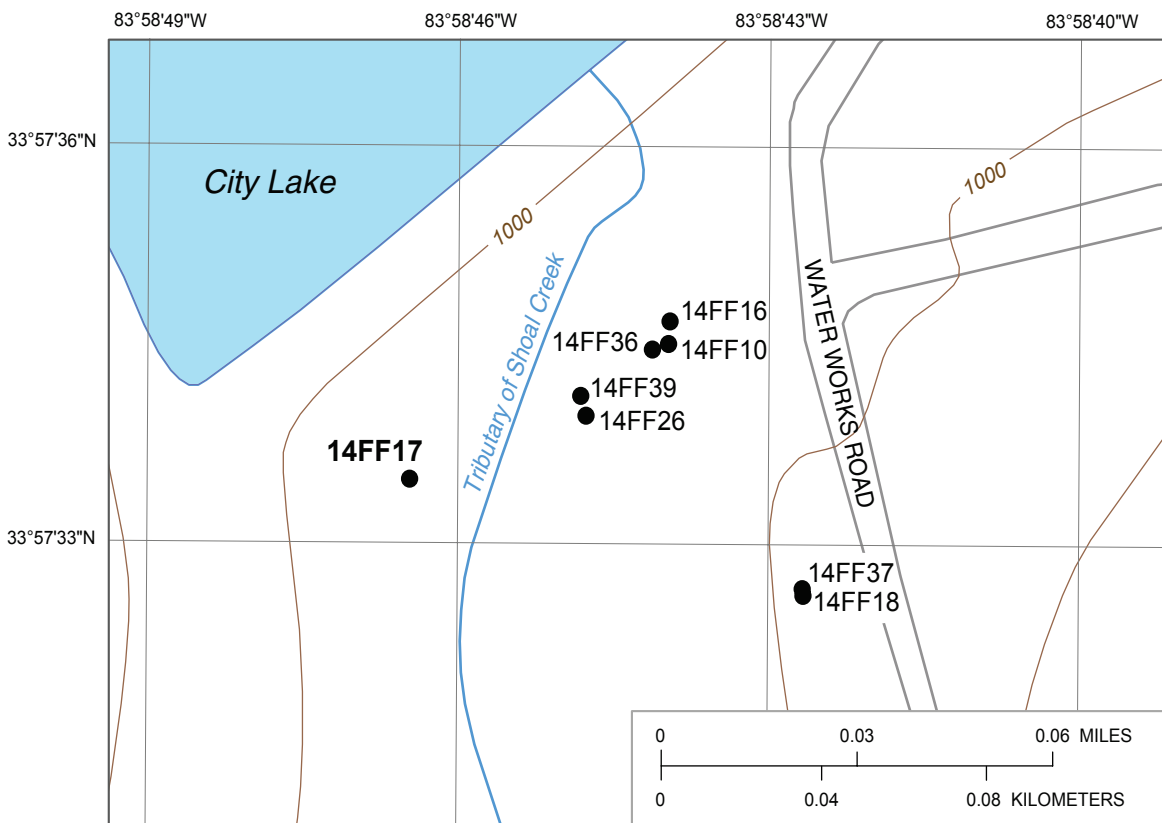 83°58'49"W 83°58'46"W 83°58'43"W 83°58'40"W
33°57'36"N
City Lake
1000
1000
Tributary of Shoal Creek
WATER WORKS ROAD
14FF16
14FF36
14FF10
14FF39
14FF26
14FF17
33°57'33"N
14FF37
14FF18
0 0.03 0.06 MILES
0 0.04 0.08 KILOMETERS